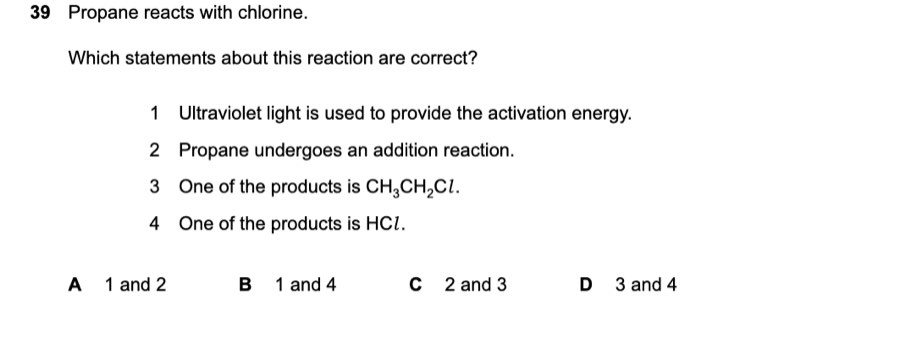 39 Propane reacts with chlorine.
Which statements about this reaction are correct?
1 Ultraviolet light is used to provide the activation energy.
2 Propane undergoes an addition reaction.
3 One of the products is CH₃CH₂Cl.
4 One of the products is HCl.
A 1 and 2 B 1 and 4 C 2 and 3 D 3 and 4